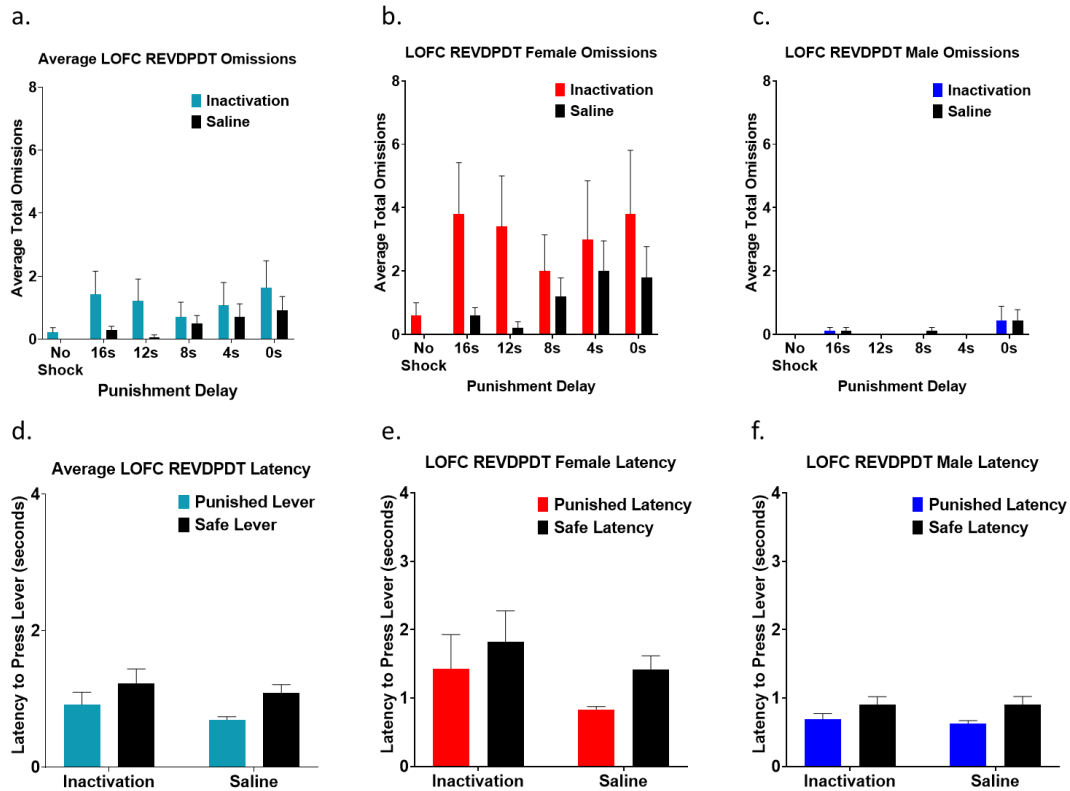 a.
Average LOFC REVDPDT Omissions
Inactivation
Saline
Average Total Omissions
8
6
4
2
0
No Shock
16s
12s
8s
4s
0s
Punishment Delay
b.
LOFC REVDPDT Female Omissions
Inactivation
Saline
Average Total Omissions
8
6
4
2
0
No Shock
16s
12s
8s
4s
0s
Punishment Delay
c.
LOFC REVDPDT Male Omissions
Inactivation
Saline
Average Total Omissions
8
6
4
2
0
No Shock
16s
12s
8s
4s
0s
Punishment Delay
d.
Average LOFC REVDPDT Latency
Punished Lever
Safe Lever
Latency to Press Lever (seconds)
4
2
0
Inactivation
Saline
e.
LOFC REVDPDT Female Latency
Punished Latency
Safe Latency
Latency to Press Lever (seconds)
4
3
2
1
0
Inactivation
Saline
f.
LOFC REVDPDT Male Latency
Punished Latency
Safe Latency
Latency to Press Lever (seconds)
4
3
2
1
0
Inactivation
Saline